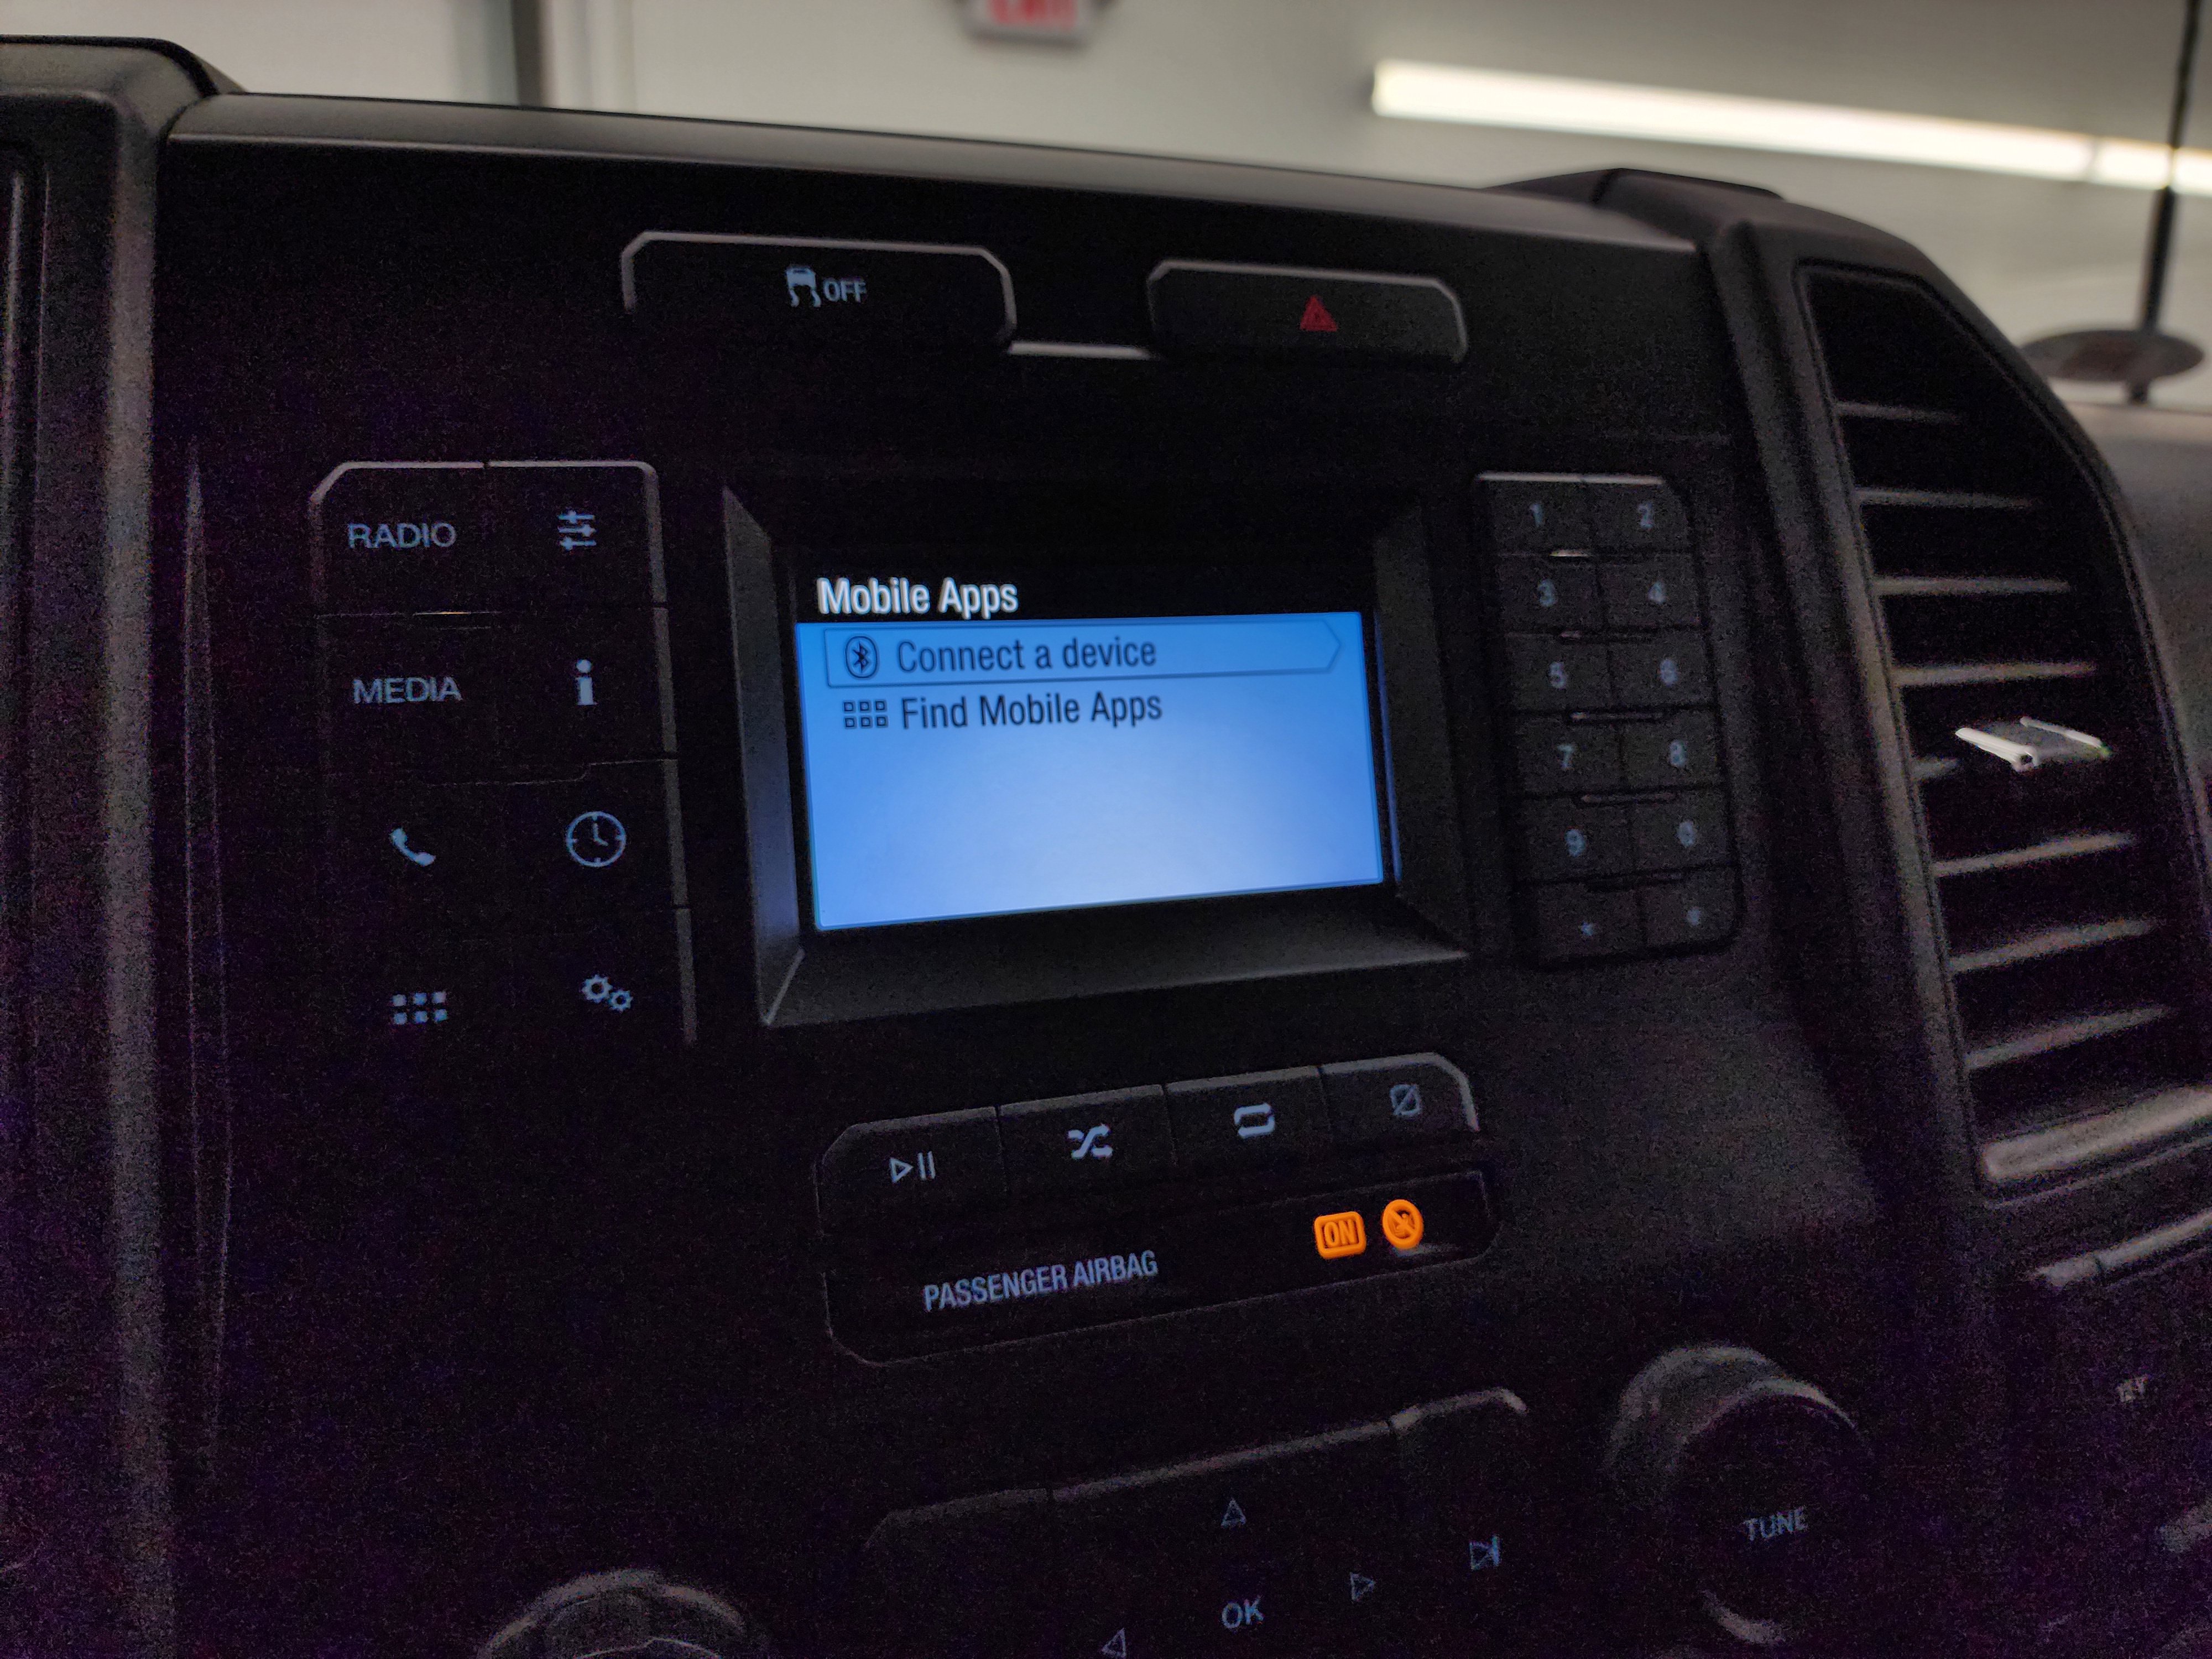 EXIT
OFF
RADIO
1 2
3 4
Mobile Apps
Connect a device
5 6
MEDIA
Find Mobile Apps
7 8
9 0
*
ON
PASSENGER AIRBAG
TUNE
OK